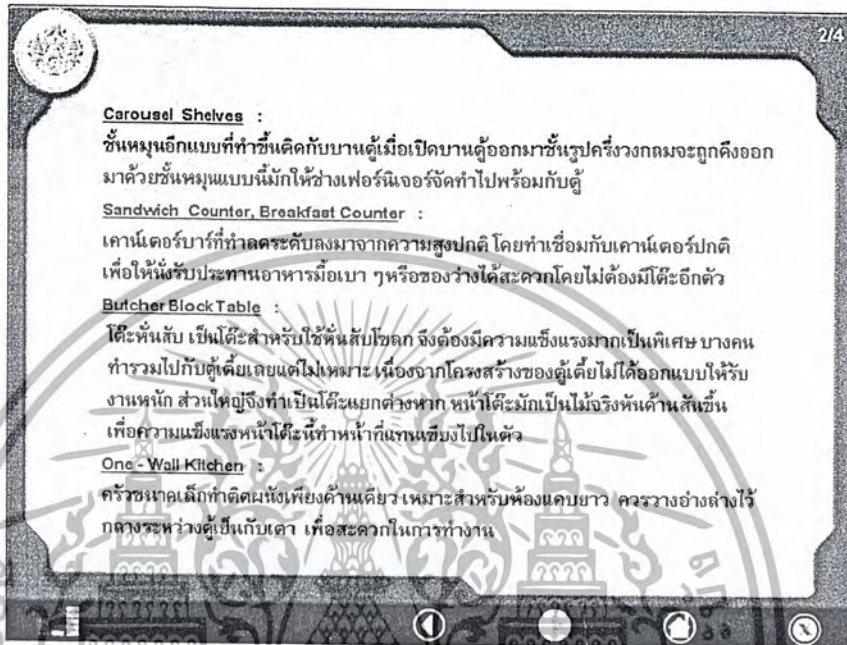 2/4
Carousel Shelves :
ชั้นหมุนอีกแบบที่ทำขึ้นติดกับบานตู้เมื่อเปิดบานตู้ออกมาชั้นรูปครึ่งวงกลมจะถูกดึงออก
มาด้วยชั้นหมุนแบบนี้มักให้ช่างเฟอร์นิเจอร์จัดทำไปพร้อมกับตู้
Sandwich Counter, Breakfast Counter :
เคาน์เตอร์บาร์ที่ทำลดระดับลงมาจากความสูงปกติ โดยทำเชื่อมกับเคาน์เตอร์ปกติ
เพื่อให้นั่งรับประทานอาหารมื้อเบา ๆหรือของว่างได้สะดวกโดยไม่ต้องมีโต๊ะอีกตัว
Butcher Block Table :
โต๊ะหั่นสับ เป็นโต๊ะสำหรับใช้หั่นสับโขลก จึงต้องมีความแข็งแรงมากเป็นพิเศษ บางคน
ทำรวมไปกับตู้เตี้ยเลยแต่ไม่เหมาะ เนื่องจากโครงสร้างของตู้เตี้ยไม่ได้ออกแบบให้รับ
งานหนัก ส่วนใหญ่จึงทำเป็นโต๊ะแยกต่างหาก หน้าโต๊ะมักเป็นไม้จริงหันด้านสันขึ้น
เพื่อความแข็งแรงหน้าโต๊ะนี้ทำหน้าที่แทนเขียงไปในตัว
One - Wall Kitchen :
ครัวขนาดเล็กทำติดผนังเพียงด้านเดียว เหมาะสำหรับห้องแคบยาว ควรวางอ่างล้างไว้
กลางระหว่างตู้เย็นกับเตา เพื่อสะดวกในการทำงาน
X